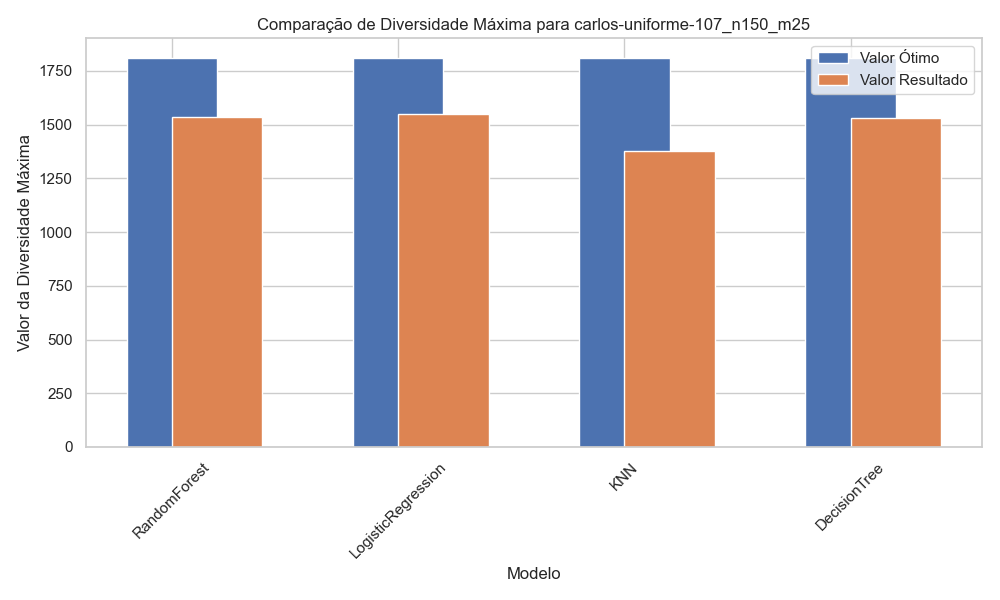 Comparação de Diversidade Máxima para carlos-uniforme-107_n150_m25
Valor Ótimo
Valor Resultado
Valor da Diversidade Máxima
1750
1500
1250
1000
750
500
250
0
RandomForest
LogisticRegression
KNN
DecisionTree
Modelo